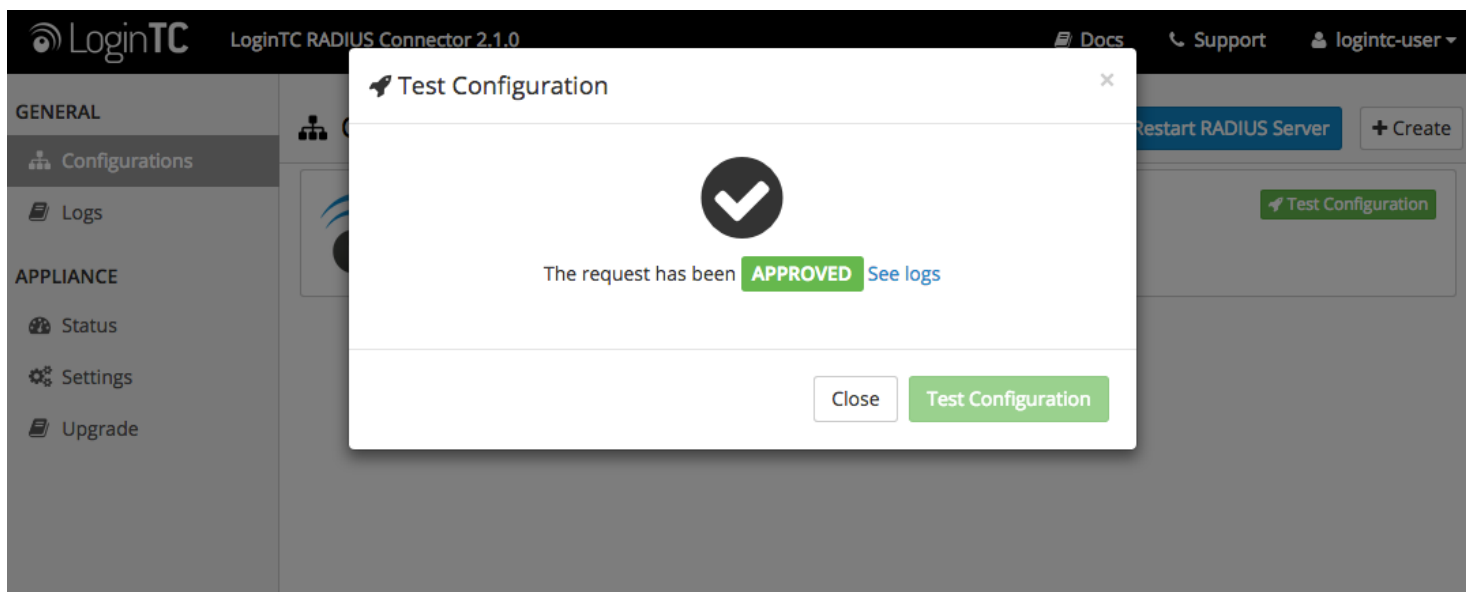 LoginTC LoginTC RADIUS Connector 2.1.0 Docs Support logintc-user
Test Configuration ×
GENERAL
Restart RADIUS Server Create
Configurations
Test Configuration
Logs
The request has been APPROVED See logs
APPLIANCE
Status
Settings
Close Test Configuration
Upgrade